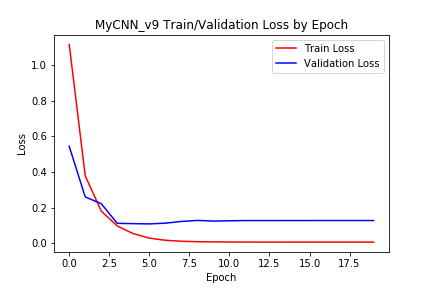 MyCNN_v9 Train/Validation Loss by Epoch
Train Loss
Validation Loss
Loss
1.0
0.8
0.6
0.4
0.2
0.0
0.0 2.5 5.0 7.5 10.0 12.5 15.0 17.5
Epoch